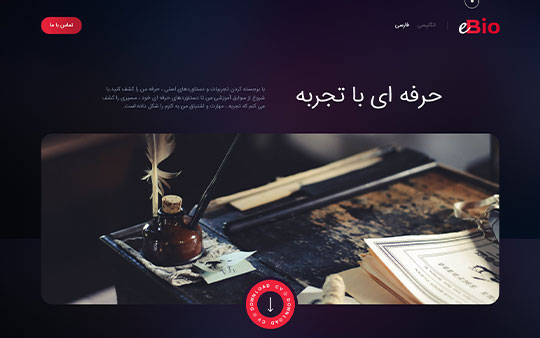 eBio
فارسی
انگلیسی
تماس با ما
حرفه ای با تجربه
با برجسته کردن تجربیات و دستاوردهای اصلی ، حرفه من را کشف کنید.با
شروع از سوابق آموزشی من تا دستاوردهای حرفه ای خود ، مسیری را کشف
می کنم که تجربه ، مهارت و اشتیاق من به کارم را شکل داده است.
DOWNLOAD CV
DOWNLOAD CV